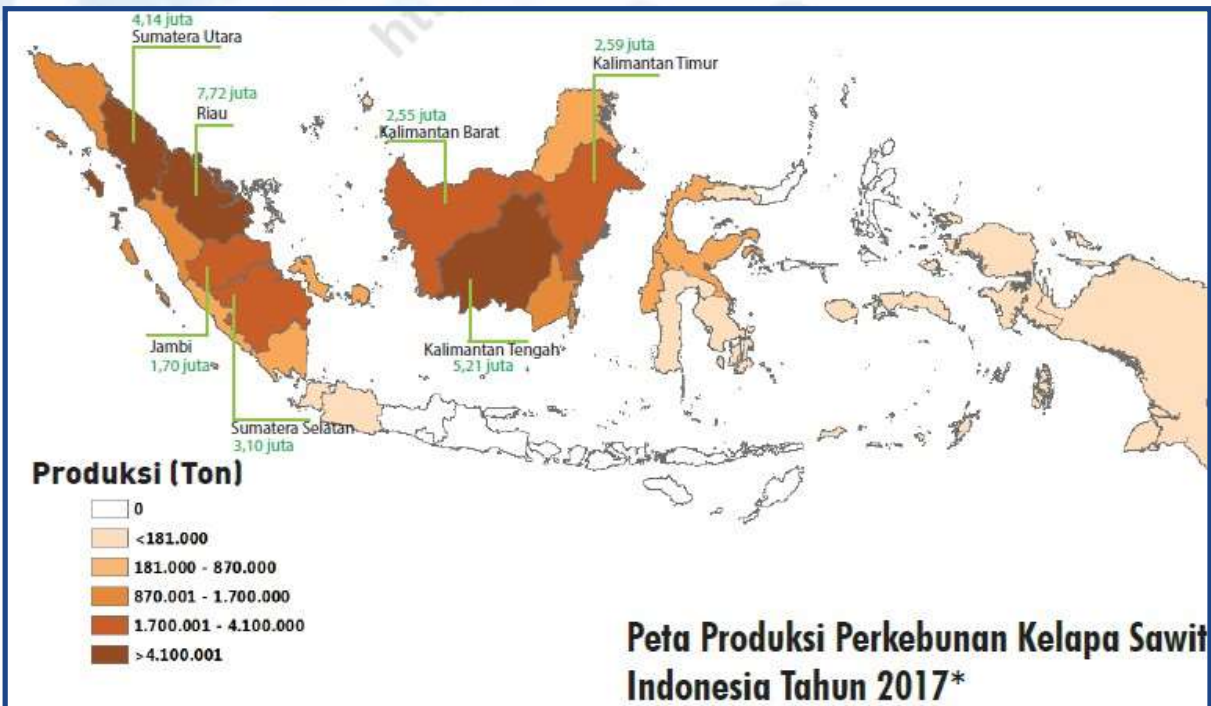 4,14 juta
Sumatera Utara
2,59 juta
Kalimantan Timur
7,72 juta
Riau
2,55 juta
Kalimantan Barat
Jambi
1,70 juta
Kalimantan Tengah
5,21 juta
Sumatera Selatan
3,10 juta
Produksi (Ton)
0
<181.000
181.000 - 870.000
870.001 - 1.700.000
1.700.001 - 4.100.000
>4.100.001
Peta Produksi Perkebunan Kelapa Sawit
Indonesia Tahun 2017*